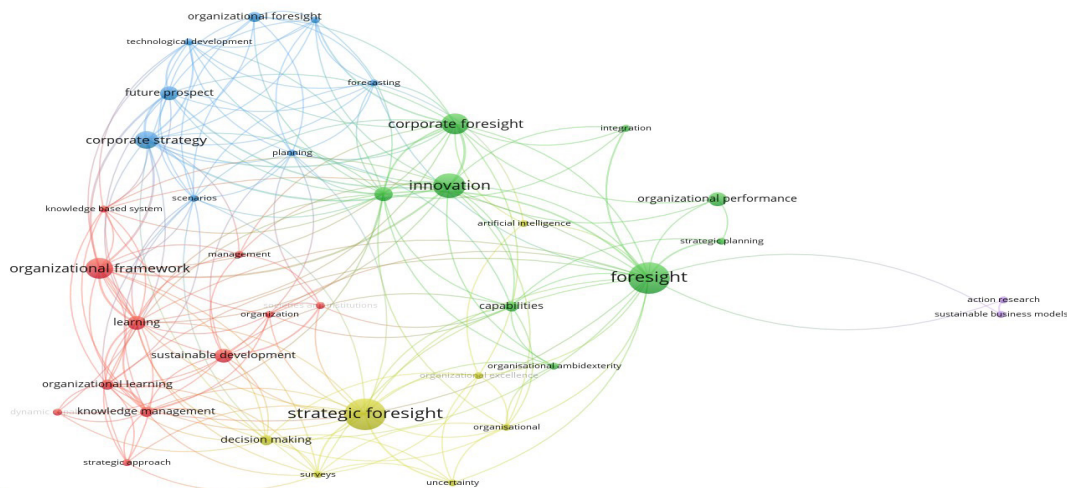 organizational foresight
technological development
forecasting
future prospect
corporate foresight
integration
corporate strategy
planning
innovation
scenarios
organizational performance
knowledge based system
artificial intelligence
strategic planning
management
organizational framework
foresight
action research
capabilities
organization
sustainable business models
learning
sustainable development
organisational ambidexterity
organizational excellence
organizational learning
dynamic
knowledge management
strategic foresight
organisational
decision making
strategic approach
surveys
uncertainty